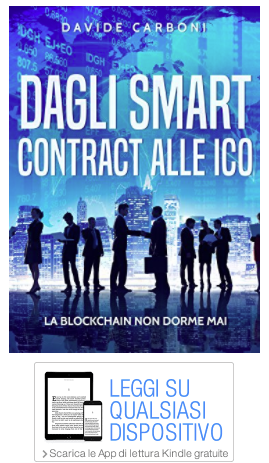 DAVIDE CARBONI
DAGLI SMART
CONTRACT ALLE ICO
LA BLOCKCHAIN NON DORME MAI
LEGGI SU
QUALSIASI
DISPOSITIVO
› Scarica le App di lettura Kindle gratuite